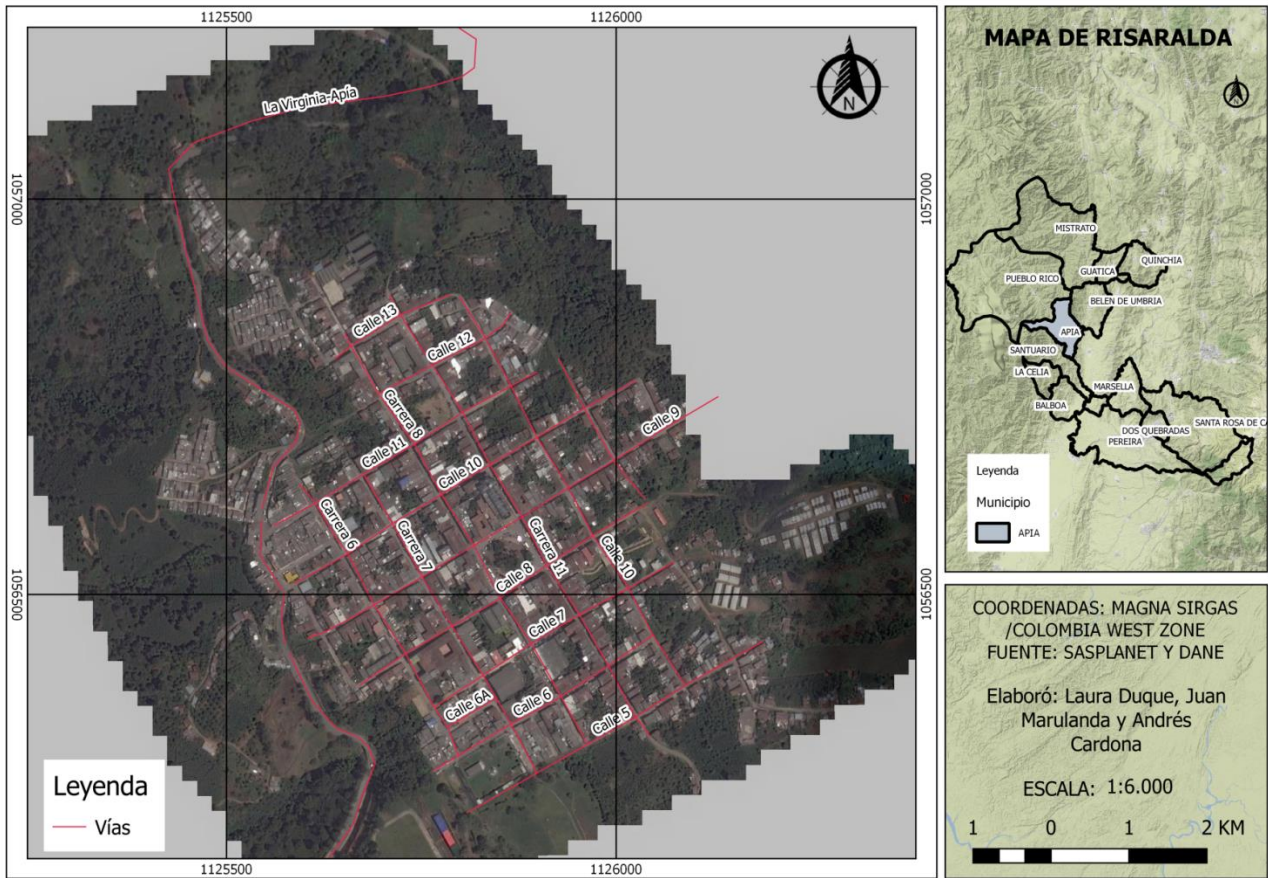 1125500
1126000
La Virginia-Apía
N
1057000
1057000
Calle 13
Calle 12
Carrera 8
Calle 9
Calle 11
Calle 10
Carrera 6
Carrera 7
Carrera 11
Calle 10
Calle 8
Calle 7
1056500
1056500
Calle 6A
Calle 6
Calle 5
Leyenda
Vías
1125500
1126000
MAPA DE RISARALDA
N
MISTRATO
QUINCHIA
GUATICA
PUEBLO RICO
BELEN DE UMBRIA
APIA
SANTUARIO
LA CELIA
MARSELLA
BALBOA
SANTA ROSA DE CA
DOS QUEBRADAS
PEREIRA
Leyenda
Municipio
APIA
COORDENADAS: MAGNA SIRGAS
/COLOMBIA WEST ZONE
FUENTE: SASPLANET Y DANE
Elaboró: Laura Duque, Juan
Marulanda y Andrés
Cardona
ESCALA: 1:6.000
1 0 1 2 KM